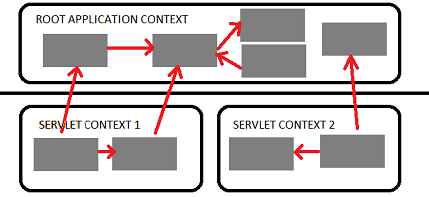 ROOT APPLICATION CONTEXT
SERVLET CONTEXT 1
SERVLET CONTEXT 2